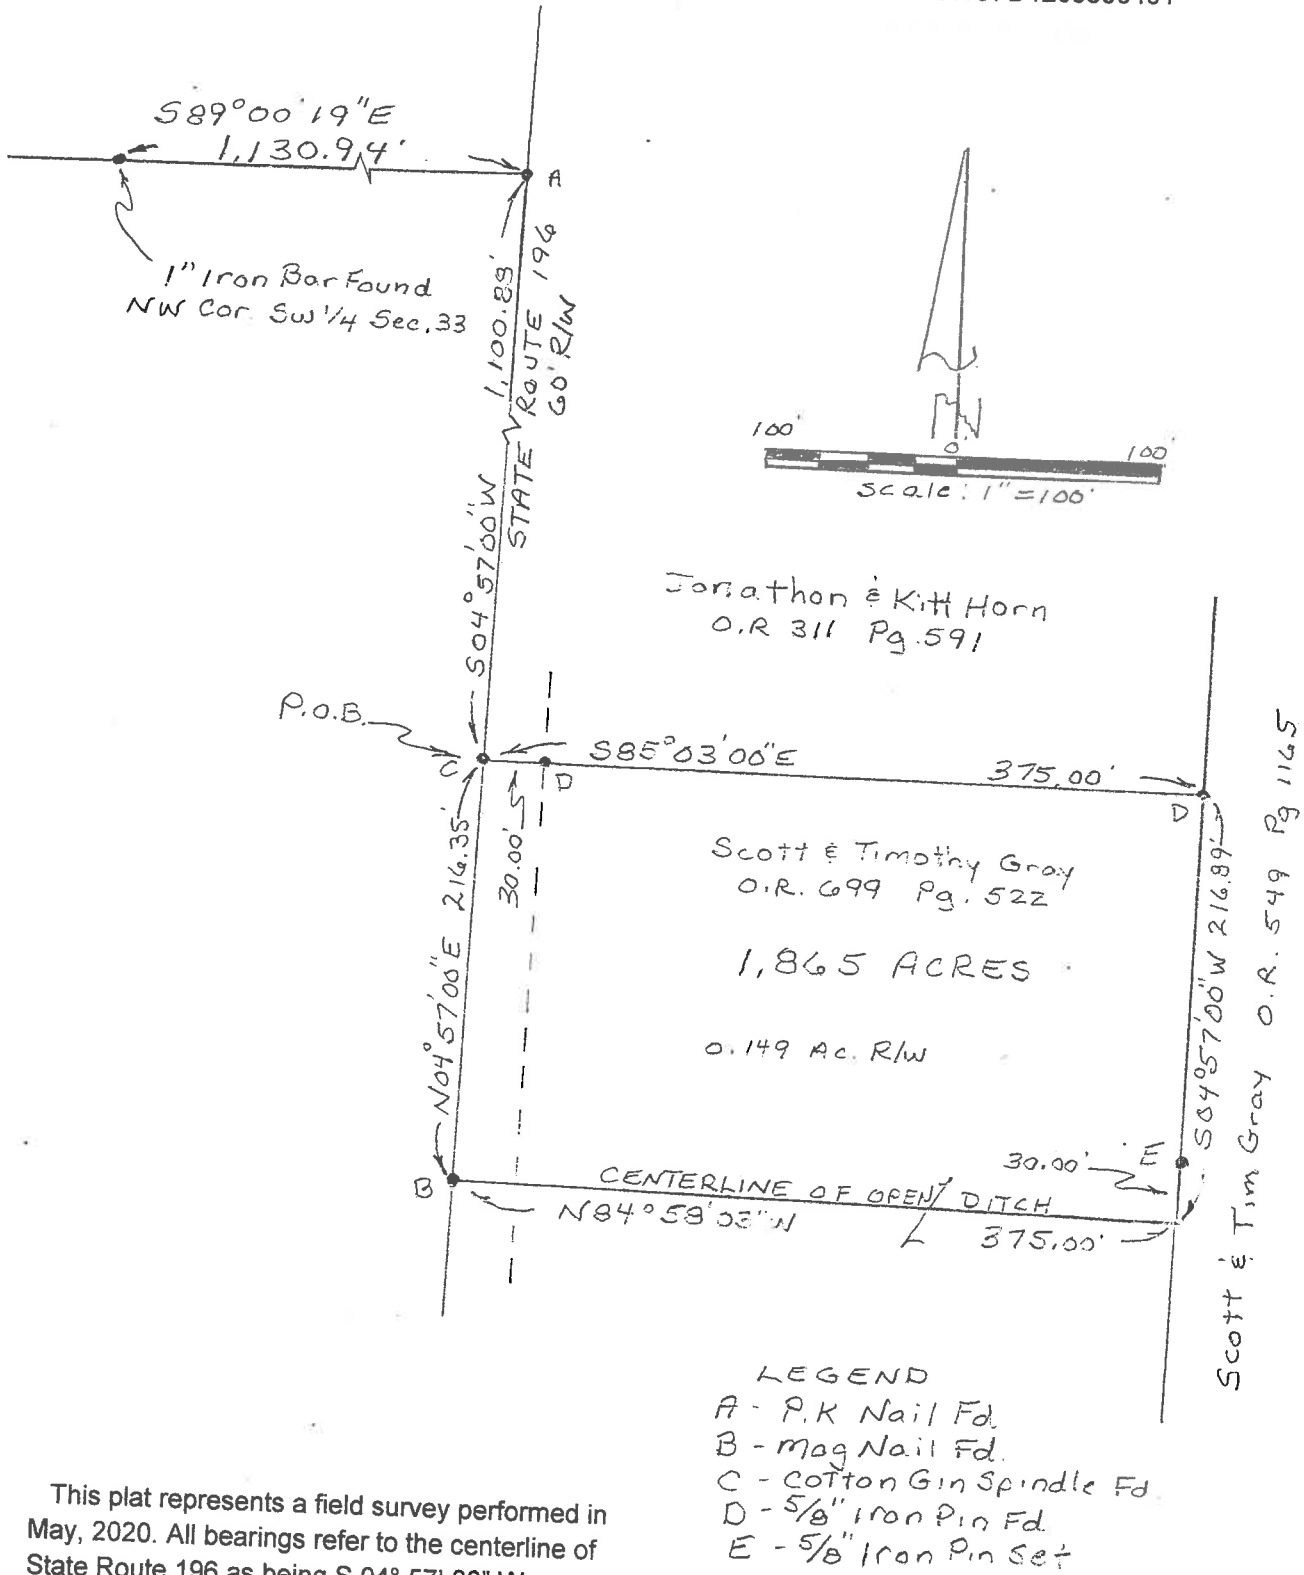 S89°00'19"E
1,130.94'
A
1" Iron Bar Found
NW Cor. SW 1/4 Sec. 33
S04°57'00"W 1,100.83'
STATE ROUTE 196
60' R/W
N
100' 0 100'
Scale: 1"=100'
Jonathon & Kitt Horn
O.R 311 Pg. 591
P.O.B.
C
D
S85°03'00"E
375.00'
D
30.00'
N04°57'00"E 216.35'
Scott & Timothy Gray
O.R. 699 Pg. 522
1,865 ACRES
0.149 Ac. R/W
S04°57'00"W 216.89'
Scott & Tim Gray O.R. 549 Pg 1165
30.00'
E
B
CENTERLINE OF OPEN DITCH
N84°58'03"W
375.00'
LEGEND
A - P.K Nail Fd.
B - Mag Nail Fd.
C - Cotton Gin Spindle Fd
D - 5/8" Iron Pin Fd.
E - 5/8" Iron Pin Set
This plat represents a field survey performed in
May, 2020. All bearings refer to the centerline of
State Route 196 as being S 04° 57'